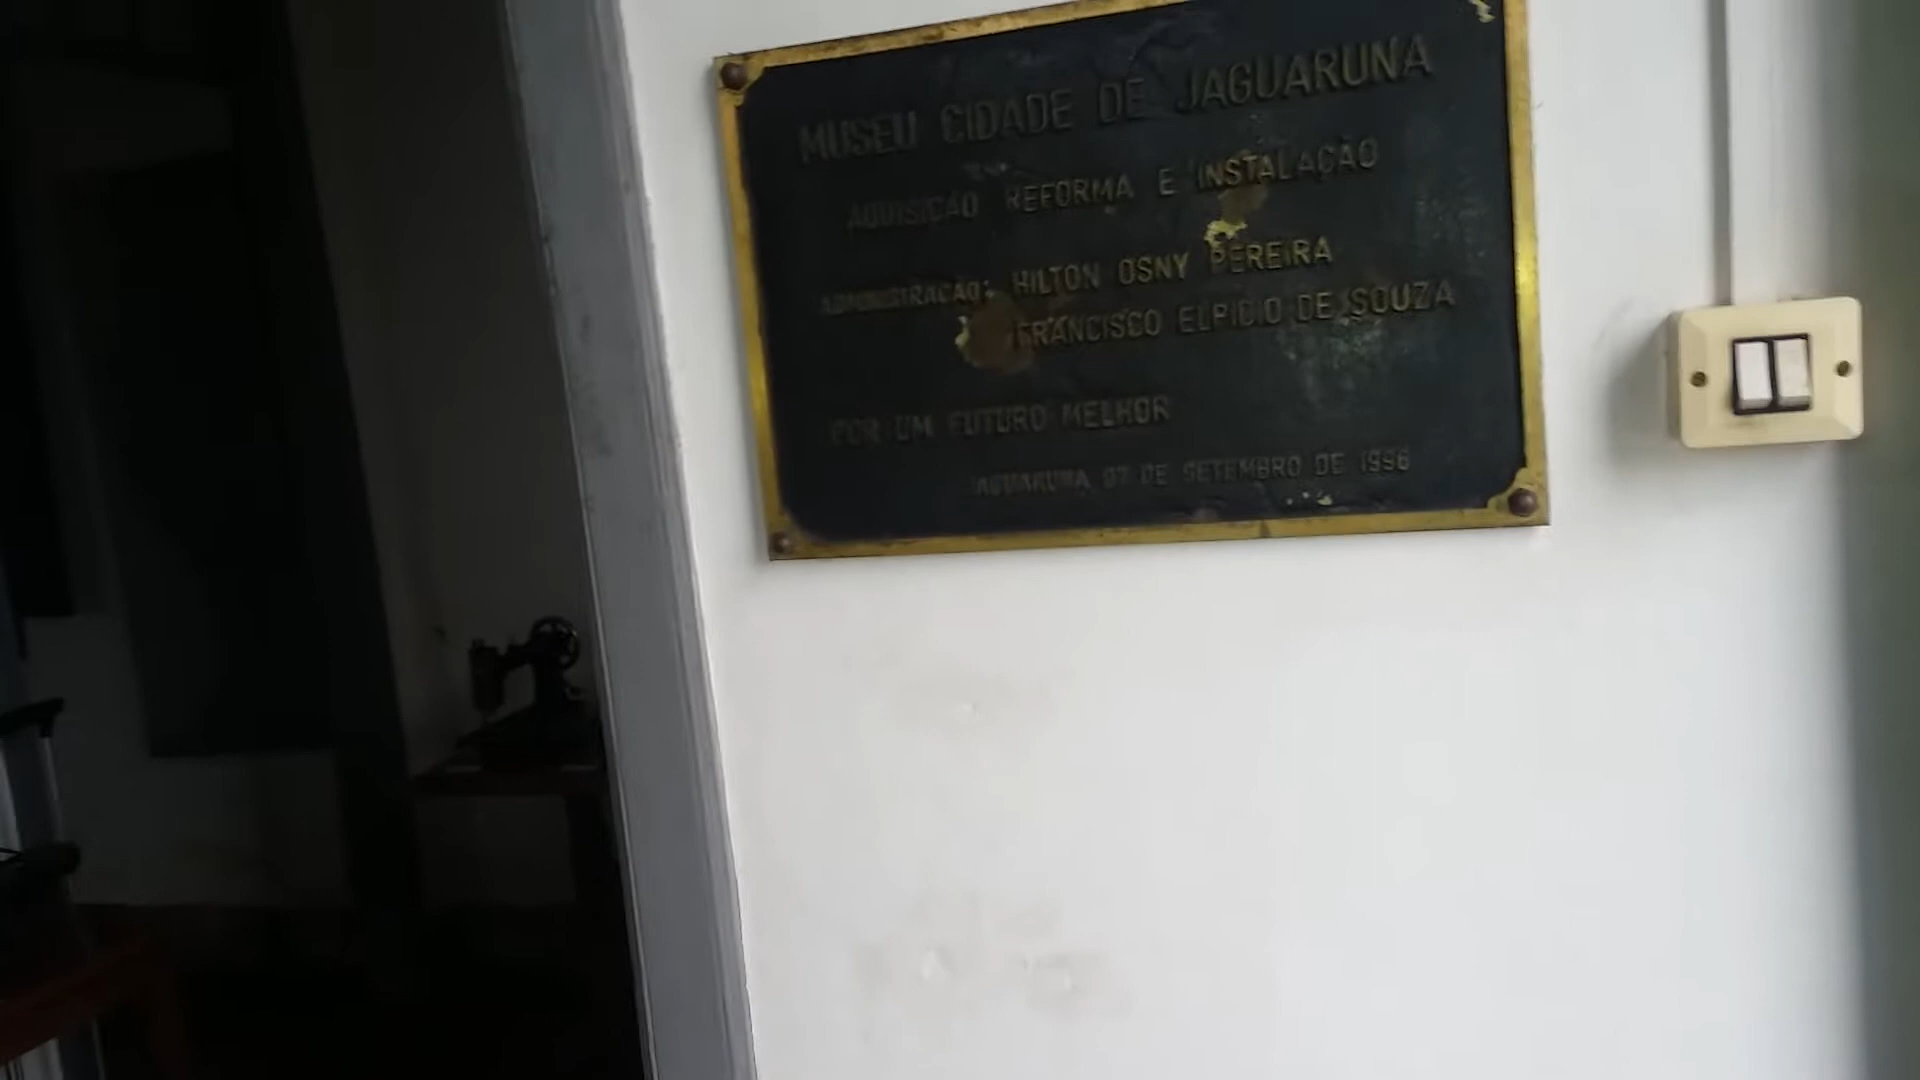 MUSEU CIDADE DE JAGUARUNA
AQUISIÇÃO REFORMA E INSTALAÇÃO
ADMINISTRAÇÃO: HILTON OSNY PEREIRA
FRANCISCO ELPIDIO DE SOUZA
POR UM FUTURO MELHOR
JAGUARUNA 07 DE SETEMBRO DE 1996